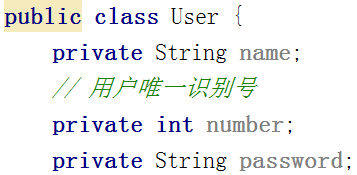 public class User {
private String name;
// 用户唯一识别号
private int number;
private String password;